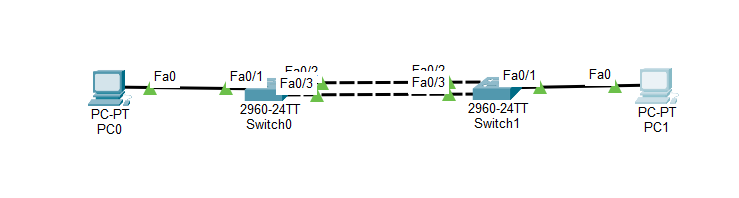 Fa0
Fa0/1
Fa0/2
Fa0/3
Fa0/2
Fa0/3
Fa0/1
Fa0
PC-PT
PC0
2960-24TT
Switch0
2960-24TT
Switch1
PC-PT
PC1